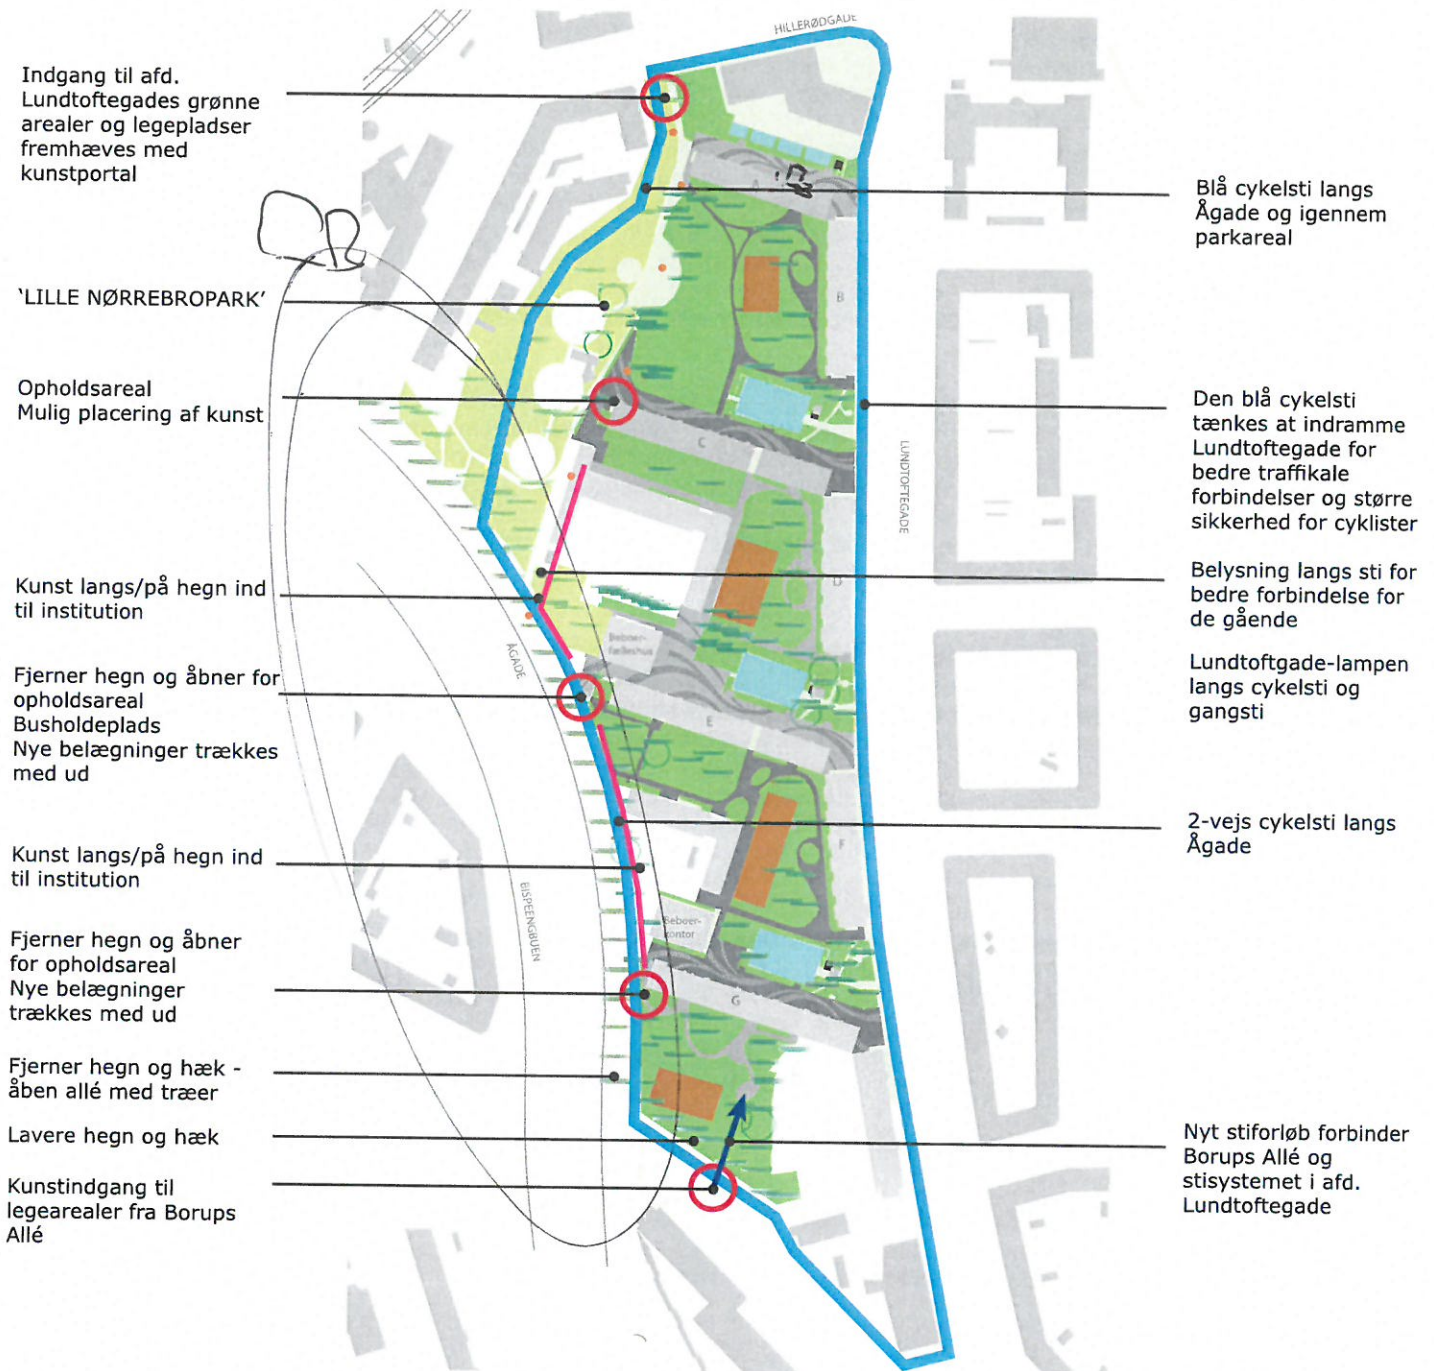 HILLERØDGADE
Indgang til afd.
Lundtoftegades grønne
arealer og legepladser
fremhæves med
kunstportal
'LILLE NØRREBROPARK'
Opholdsareal
Mulig placering af kunst
Kunst langs/på hegn ind
til institution
Fjerner hegn og åbner for
opholdsareal
Busholdeplads
Nye belægninger trækkes
med ud
Kunst langs/på hegn ind
til institution
Fjerner hegn og åbner
for opholdsareal
Nye belægninger
trækkes med ud
Fjerner hegn og hæk -
åben allé med træer
Lavere hegn og hæk
Kunstindgang til
legearealer fra Borups
Allé
A
B
C
D
E
F
G
Beboer-
fælleshus
Beboer-
kontor
ÅGADE
BISPEENGBUEN
LUNDTOFTEGADE
Blå cykelsti langs
Ågade og igennem
parkareal
Den blå cykelsti
tænkes at indramme
Lundtoftegade for
bedre traffikale
forbindelser og større
sikkerhed for cyklister
Belysning langs sti for
bedre forbindelse for
de gående
Lundtoftgade-lampen
langs cykelsti og
gangsti
2-vejs cykelsti langs
Ågade
Nyt stiforløb forbinder
Borups Allé og
stisystemet i afd.
Lundtoftegade